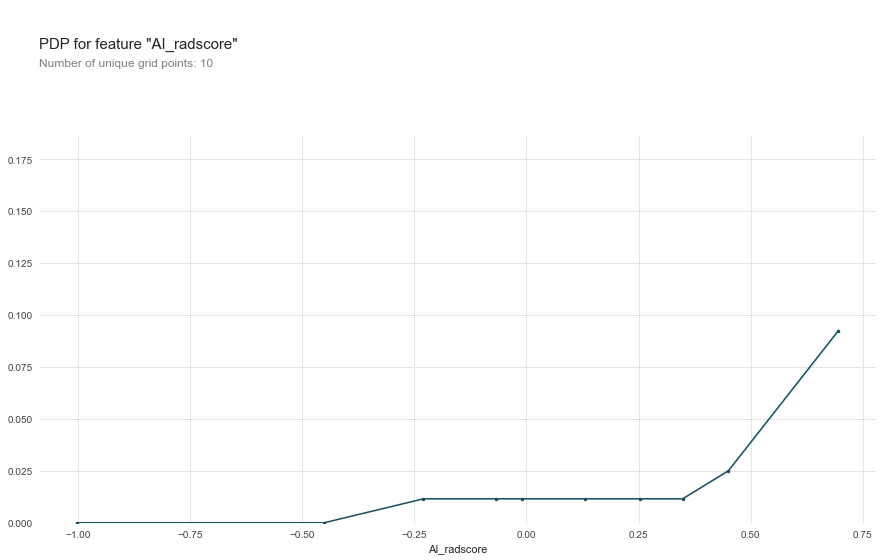 PDP for feature "AI_radscore"
Number of unique grid points: 10
0.175
0.150
0.125
0.100
0.075
0.050
0.025
0.000
−1.00 −0.75 −0.50 −0.25 0.00 0.25 0.50 0.75
AI_radscore